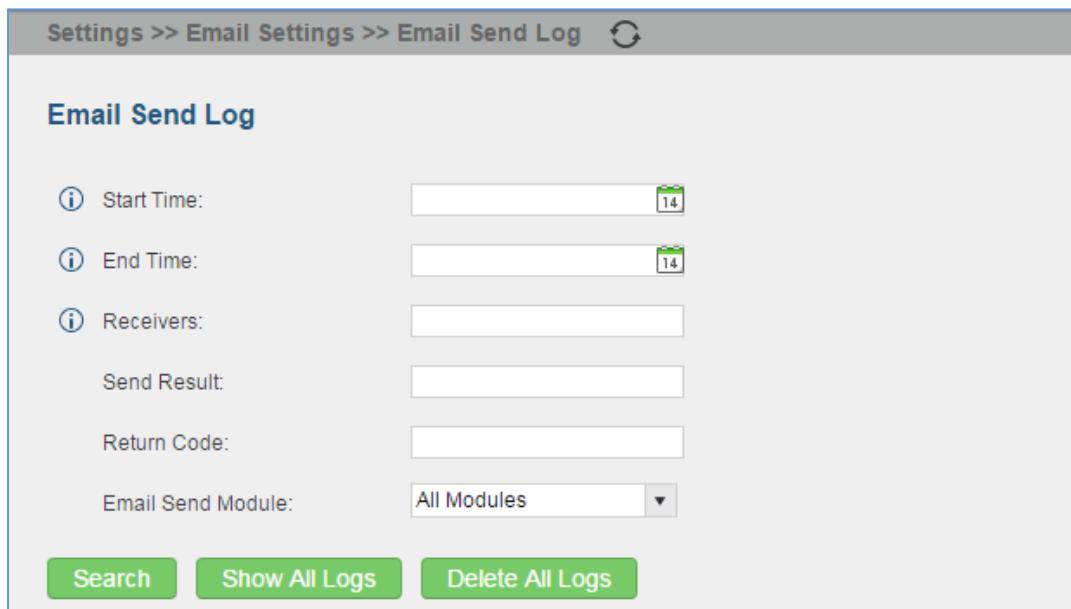 Settings >> Email Settings >> Email Send Log
Email Send Log
Start Time:
14
End Time:
14
Receivers:
Send Result:
Return Code:
Email Send Module: All Modules
Search Show All Logs Delete All Logs